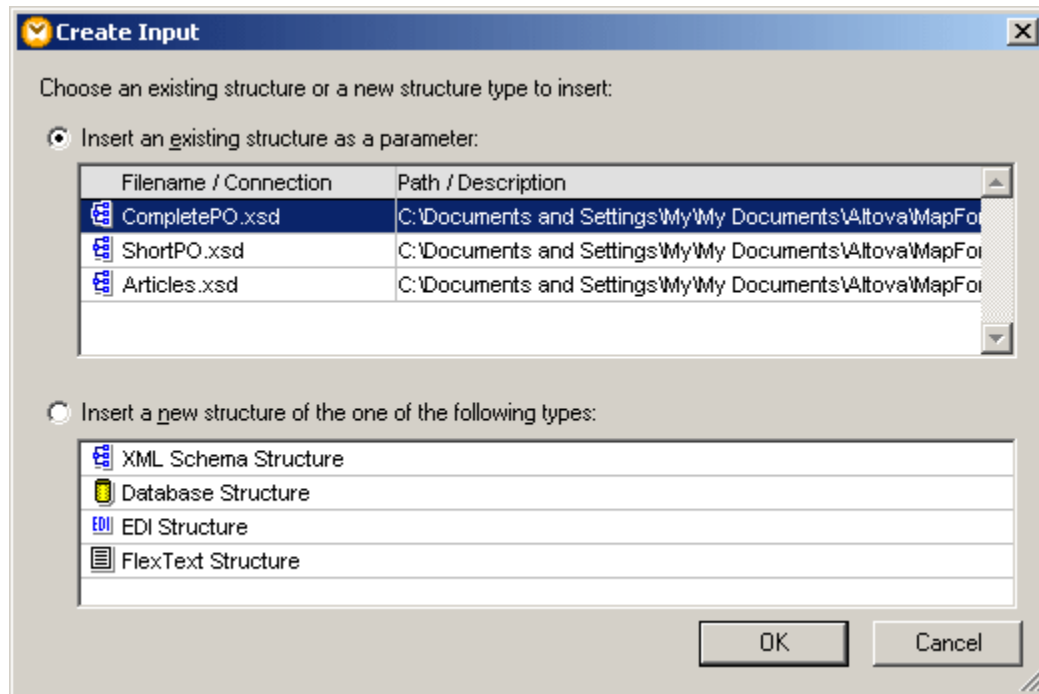 Create Input
Choose an existing structure or a new structure type to insert:
Insert an existing structure as a parameter:
Filename / Connection Path / Description
CompletePO.xsd C:\Documents and Settings\My\My Documents\Altova\MapFor
ShortPO.xsd C:\Documents and Settings\My\My Documents\Altova\MapFor
Articles.xsd C:\Documents and Settings\My\My Documents\Altova\MapFor
Insert a new structure of the one of the following types:
XML Schema Structure
Database Structure
EDI EDI Structure
FlexText Structure
OK Cancel